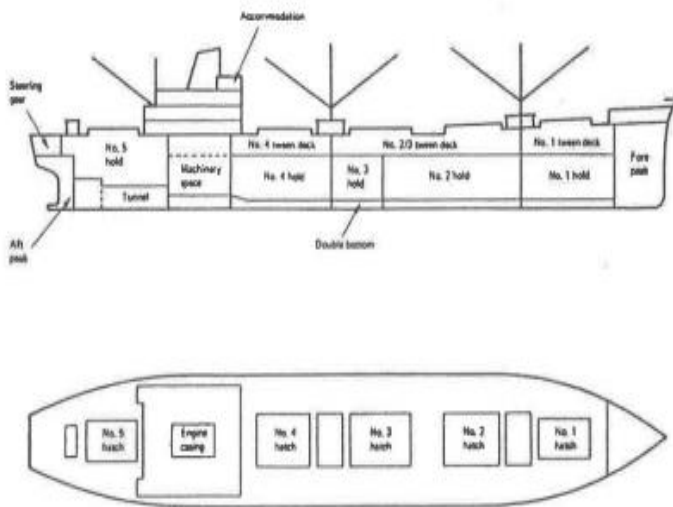 Accommodation
Steering
gear
No. 5
hold
No. 4 tween deck
No. 2/3 tween deck
No. 1 tween deck
Machinery
space
No. 4 hold
No. 3
hold
No. 2 hold
No. 1 hold
Fore
peak
Tunnel
Aft
peak
Double bottom
No. 5
hatch
Engine
casing
No. 4
hatch
No. 3
hatch
No. 2
hatch
No. 1
hatch